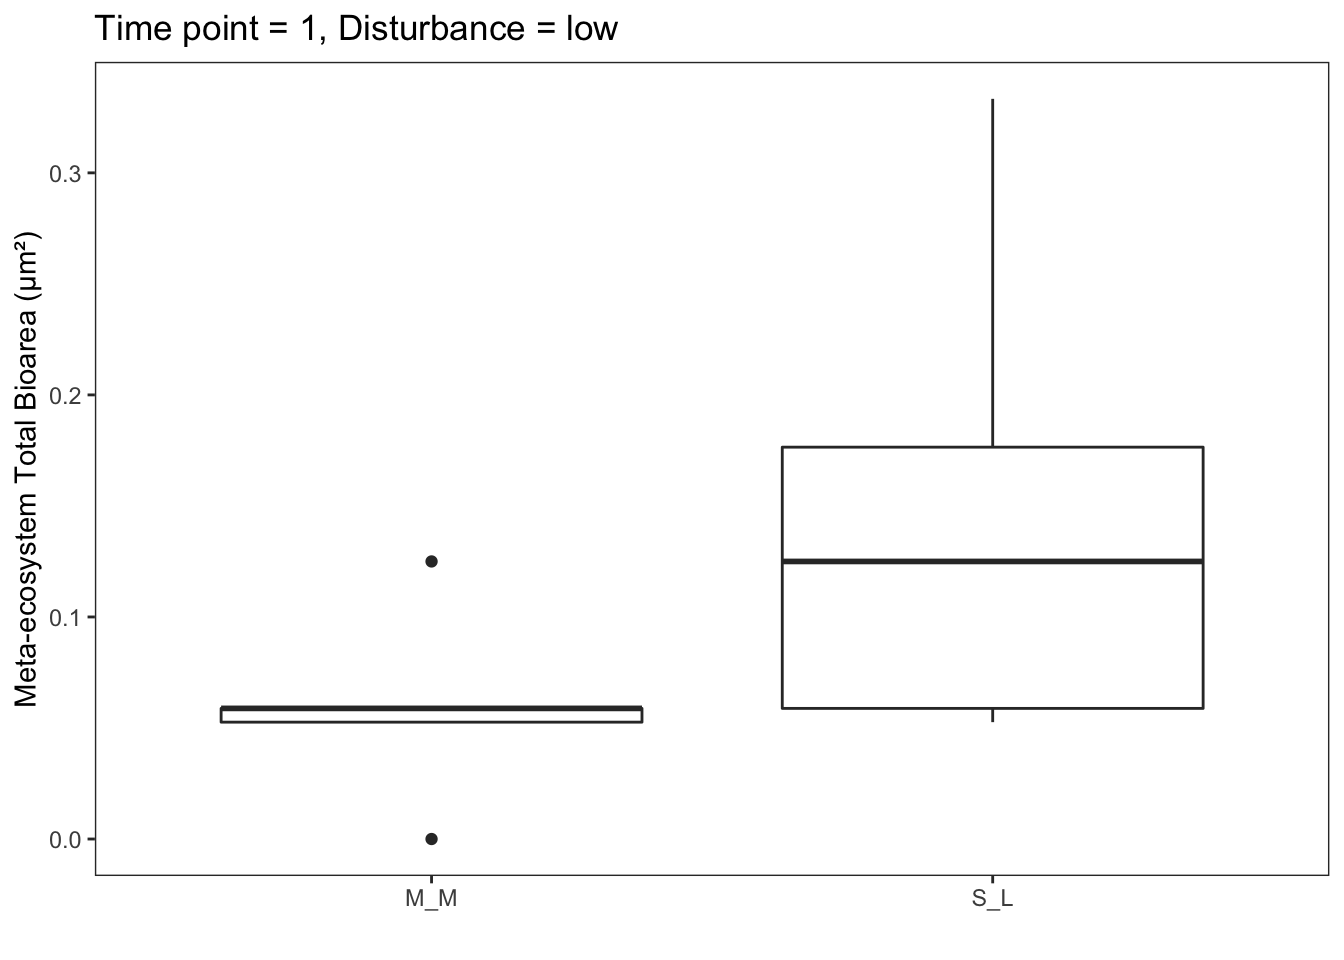 Time point = 1, Disturbance = low
Meta-ecosystem Total Bioarea (µm²)
0.3
0.2
0.1
0.0
M_M
S_L